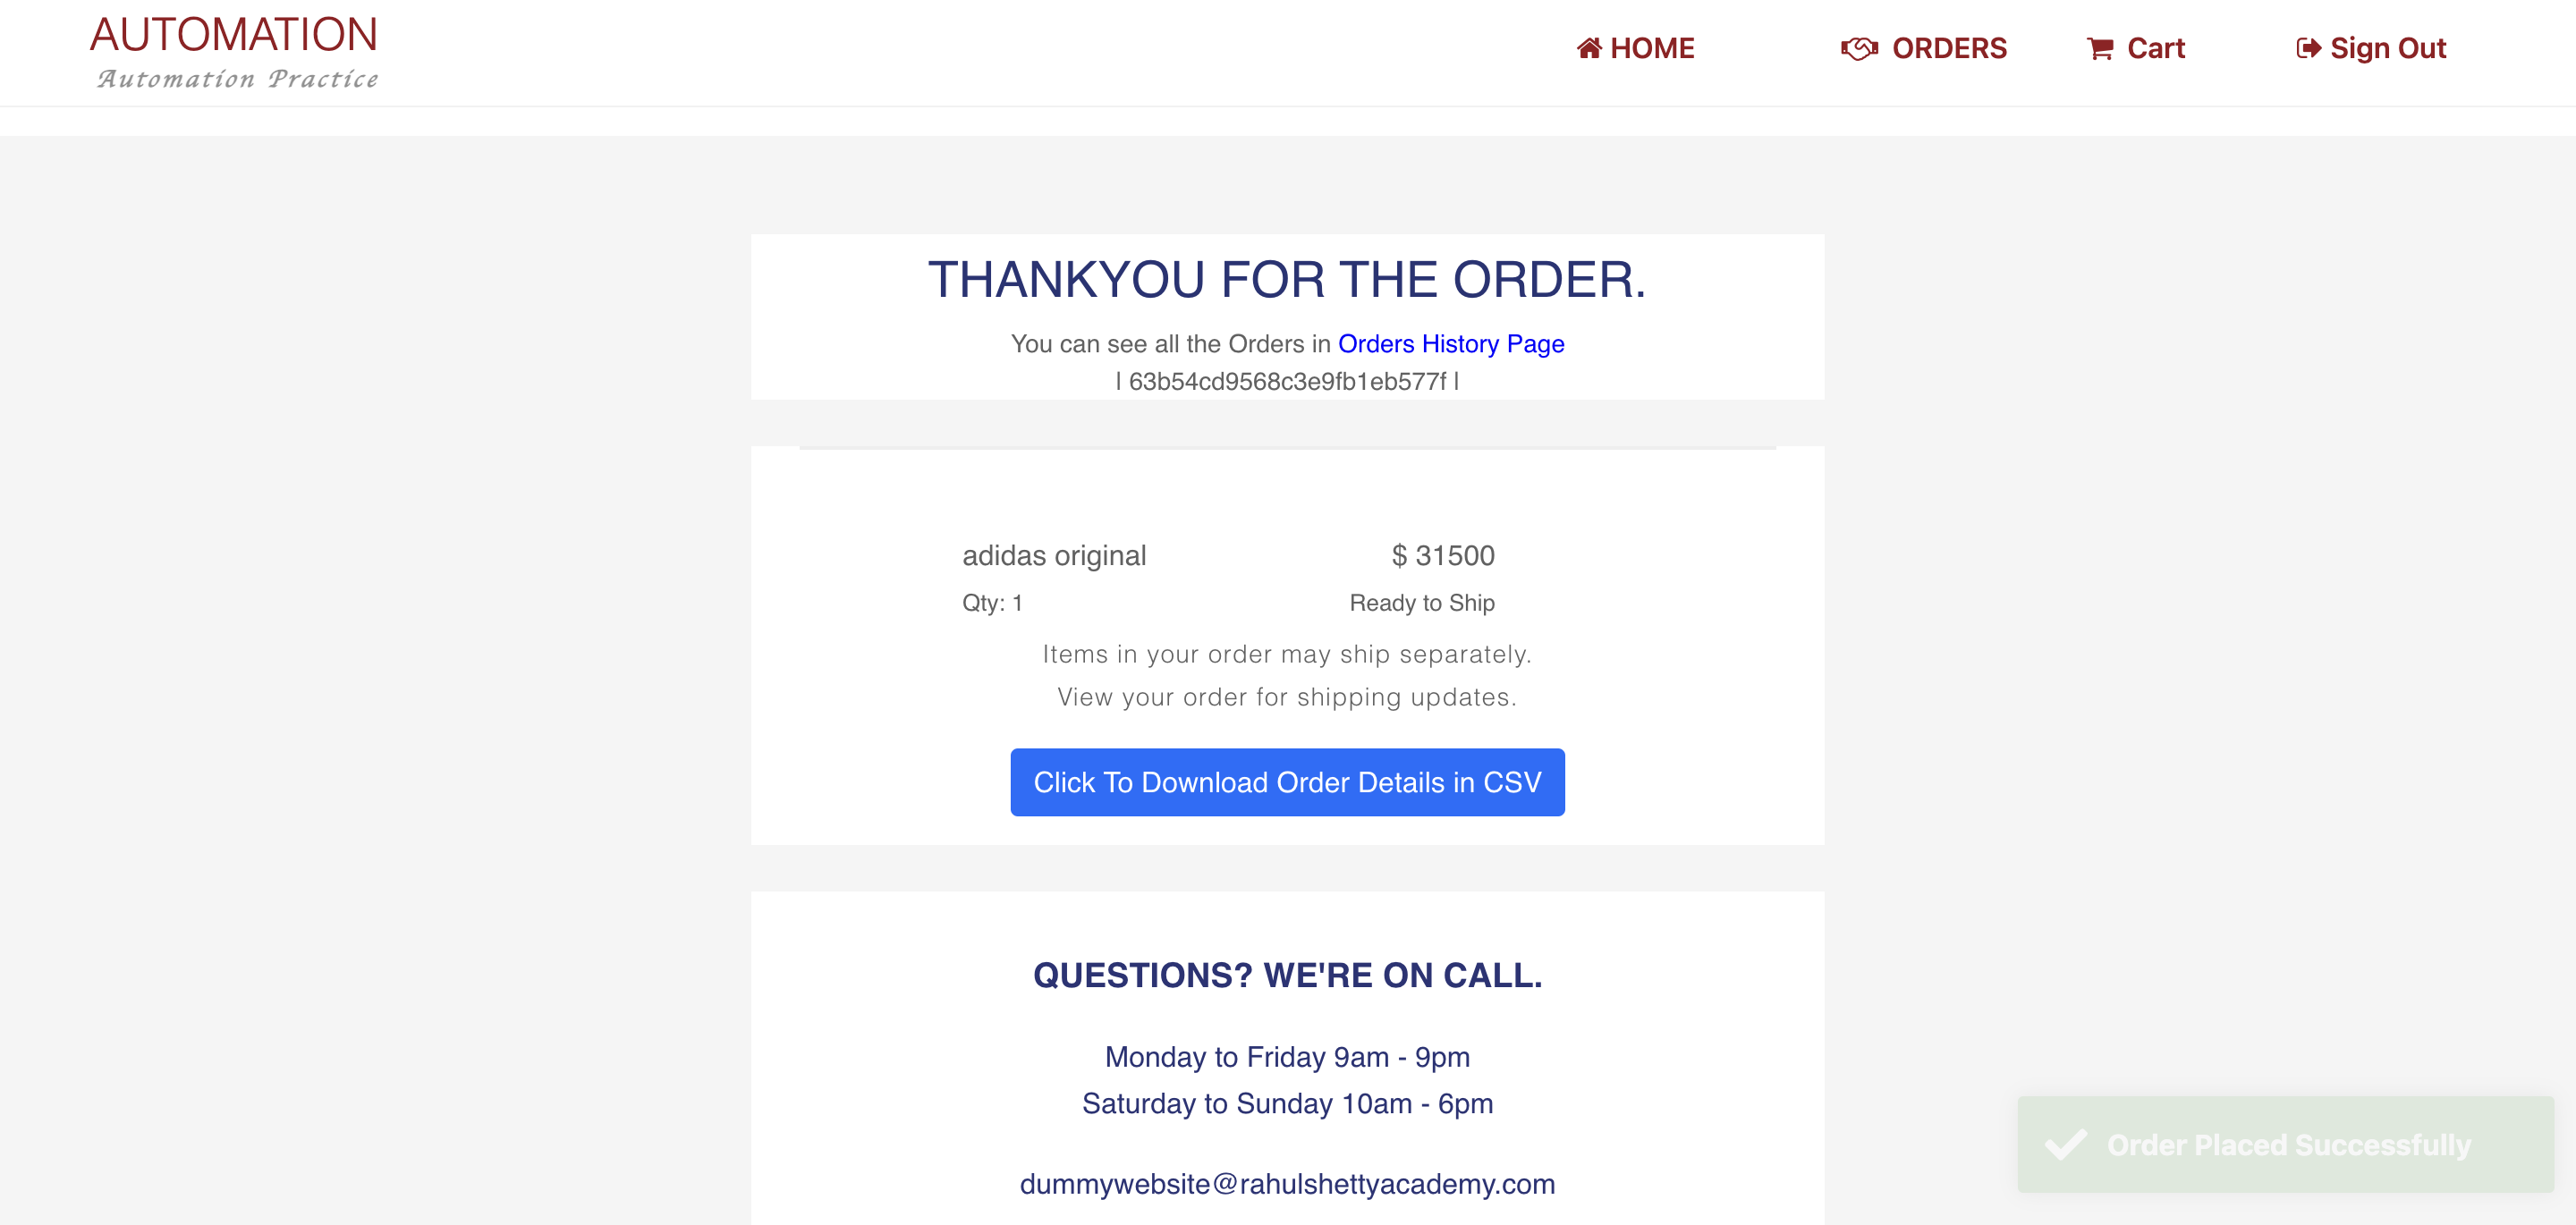 AUTOMATION
Automation Practice
HOME
ORDERS
Cart
Sign Out
THANKYOU FOR THE ORDER.
You can see all the Orders in Orders History Page
| 63b54cd9568c3e9fb1eb577f |
adidas original
$ 31500
Qty: 1
Ready to Ship
Items in your order may ship separately.
View your order for shipping updates.
Click To Download Order Details in CSV
QUESTIONS? WE'RE ON CALL.
Monday to Friday 9am - 9pm
Saturday to Sunday 10am - 6pm
dummywebsite@rahulshettyacademy.com
Order Placed Successfully